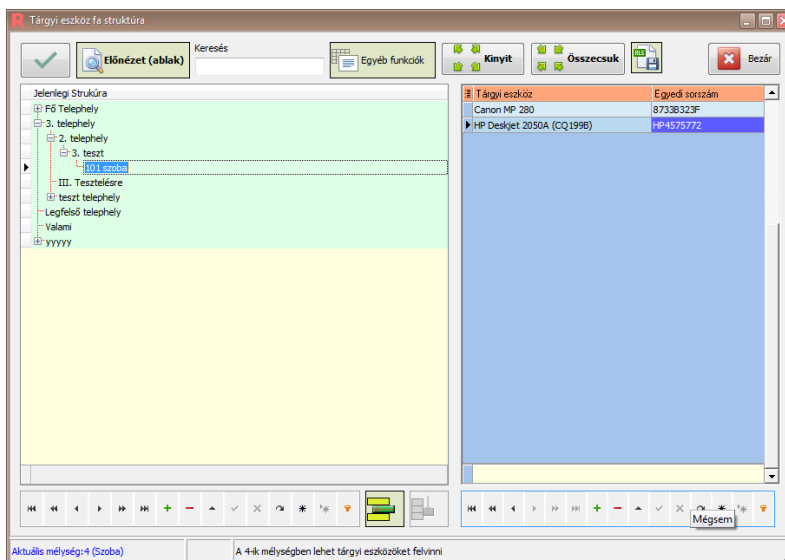 R Tárgyi eszköz fa struktúra
Előnézet (ablak)
Keresés
Egyéb funkciók
Kinyit
Összecsuk
XLS
Bezár
Jelenlegi Strukúra
Fő Telephely
3. telephely
2. telephely
3. teszt
101 szoba
III. Tesztelésre
teszt telephely
Legfelső telephely
Valami
yyyyy
Tárgyi eszköz Egyedi sorszám
Canon MP 280 8733B323F
HP Deskjet 2050A (CQ199B) HP4575772
Mégsem
Aktuális mélység:4 (Szoba) A 4-ik mélységben lehet tárgyi eszközöket felvinni